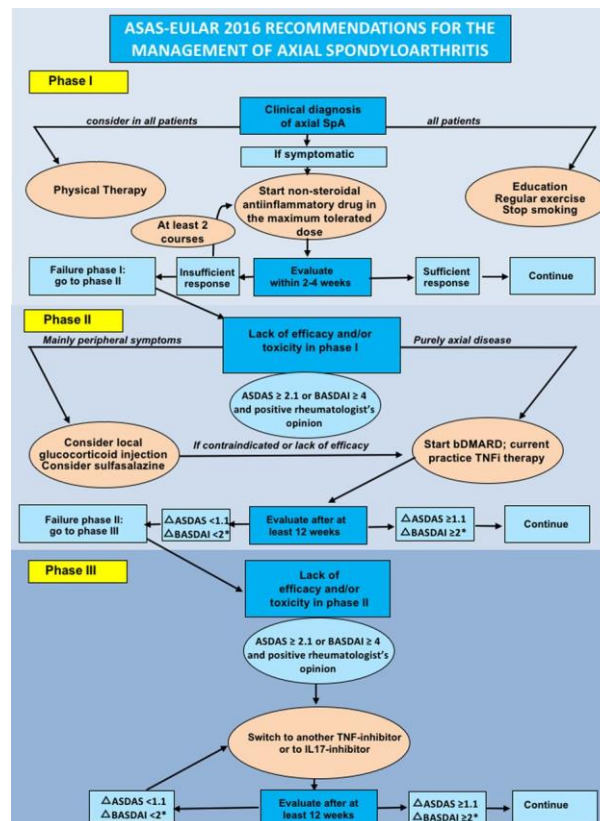 ASAS-EULAR 2016 RECOMMENDATIONS FOR THE
MANAGEMENT OF AXIAL SPONDYLOARTHRITIS
Phase I
Clinical diagnosis
of axial SpA
consider in all patients
all patients
If symptomatic
Physical Therapy
Start non-steroidal
antiinflammatory drug in
the maximum tolerated
dose
Education
Regular exercise
Stop smoking
At least 2
courses
Failure phase I:
go to phase II
Insufficient
response
Evaluate
within 2-4 weeks
Sufficient
response
Continue
Phase II
Mainly peripheral symptoms
Lack of efficacy and/or
toxicity in phase I
Purely axial disease
ASDAS ≥ 2.1 or BASDAI ≥ 4
and positive rheumatologist's
opinion
Consider local
glucocorticoid injection
Consider sulfasalazine
If contraindicated or lack of efficacy
Start bDMARD; current
practice TNFi therapy
Failure phase II:
go to phase III
△ASDAS <1.1
△BASDAI <2*
Evaluate after at
least 12 weeks
△ASDAS ≥1.1
△BASDAI ≥2*
Continue
Phase III
Lack of
efficacy and/or
toxicity in phase II
ASDAS ≥ 2.1 or BASDAI ≥ 4
and positive rheumatologist's
opinion
Switch to another TNF-inhibitor
or to IL17-inhibitor
△ASDAS <1.1
△BASDAI <2*
Evaluate after at
least 12 weeks
△ASDAS ≥1.1
△BASDAI ≥2*
Continue